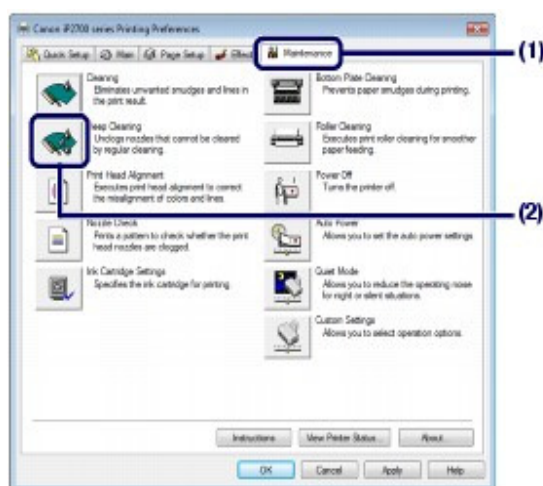 Canon iP2700 series Printing Preferences
Quick Setup Main Page Setup Effect Maintenance
(1)
Cleaning
Eliminates unwanted smudges and lines in
the print result.
Bottom Plate Cleaning
Prevents paper smudges during printing.
eep Cleaning
Unclogs nozzles that cannot be cleared
by regular cleaning.
Roller Cleaning
Executes print roller cleaning for smoother
paper feeding.
Print Head Alignment
Executes print head alignment to correct
the misalignment of colors and lines.
Power Off
Turns the printer off.
(2)
Nozzle Check
Prints a pattern to check whether the print
head nozzles are clogged.
Auto Power
Allows you to set the auto power settings.
Ink Cartridge Settings
Specifies the ink cartridge for printing.
Quiet Mode
Allows you to reduce the operating noise
for night or silent situations.
Custom Settings
Allows you to select operation options.
Instructions View Printer Status... About...
OK Cancel Apply Help